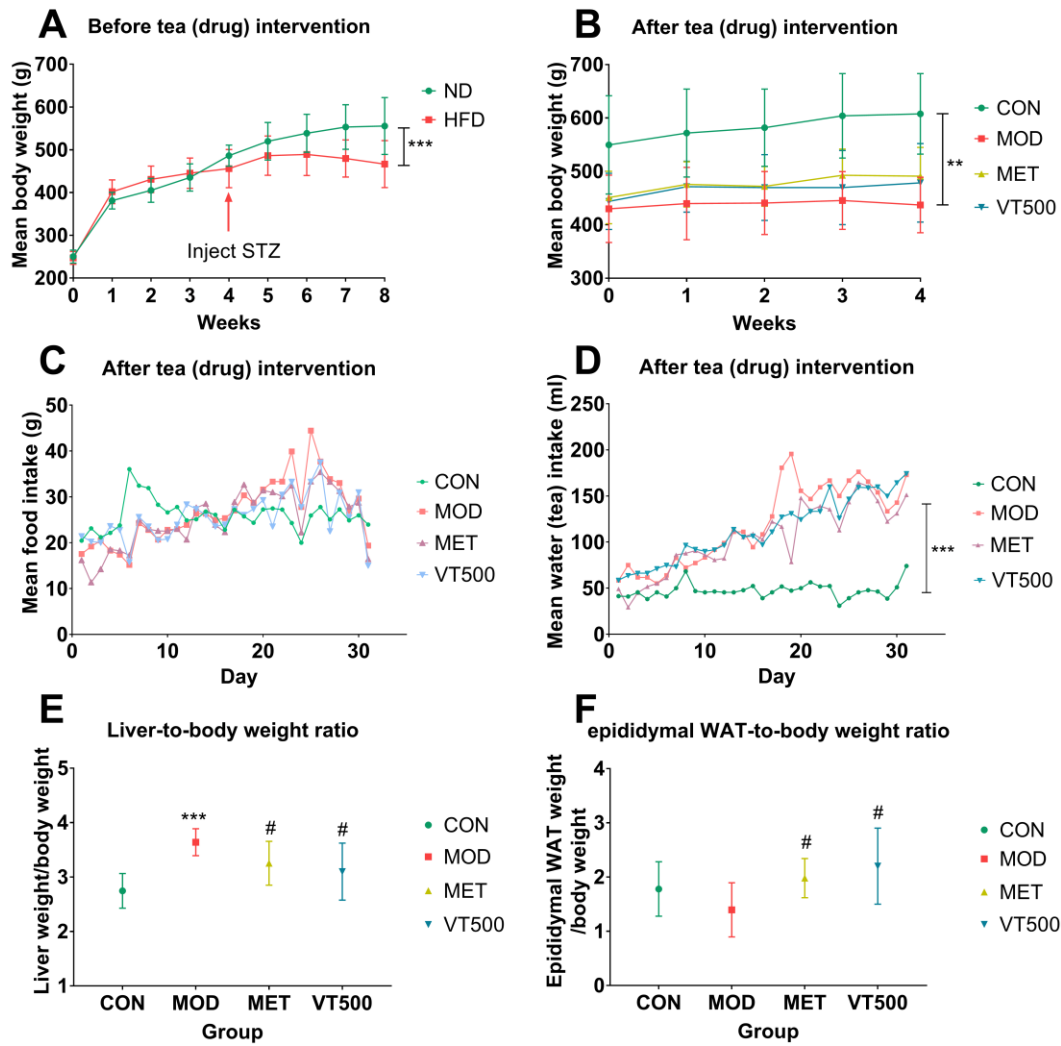 A
Before tea (drug) intervention
Mean body weight (g)
700
600
500
400
300
200
0 1 2 3 4 5 6 7 8
Weeks
Inject STZ
ND
HFD
***
B
After tea (drug) intervention
Mean body weight (g)
700
600
500
400
300
0 1 2 3 4
Weeks
CON
MOD
MET
VT500
**
C
After tea (drug) intervention
Mean food intake (g)
50
40
30
20
10
0
0 10 20 30
Day
CON
MOD
MET
VT500
D
After tea (drug) intervention
Mean water (tea) intake (ml)
250
200
150
100
50
0
0 10 20 30
Day
CON
MOD
MET
VT500
***
E
Liver-to-body weight ratio
Liver weight/body weight
5
4
3
2
1
*** # #
CON MOD MET VT500
Group
CON
MOD
MET
VT500
F
epididymal WAT-to-body weight ratio
Epididymal WAT
/body weight
4
3
2
1
0
# #
CON MOD MET VT500
Group
CON
MOD
MET
VT500